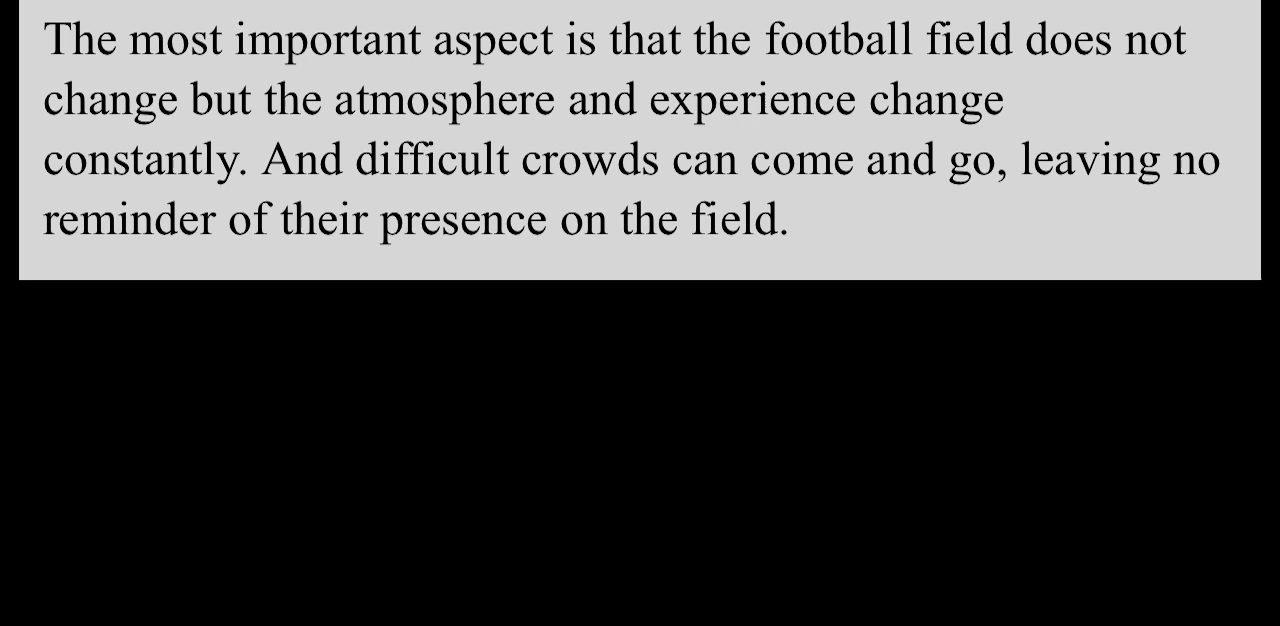 The most important aspect is that the football field does not
change but the atmosphere and experience change
constantly. And difficult crowds can come and go, leaving no
reminder of their presence on the field.